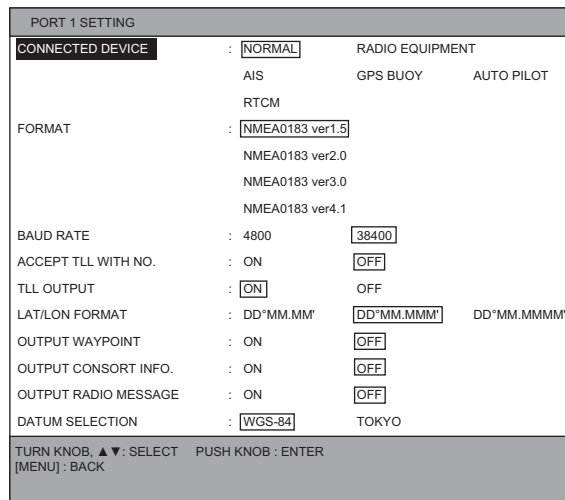 PORT 1 SETTING
CONNECTED DEVICE : NORMAL RADIO EQUIPMENT
AIS GPS BUOY AUTO PILOT
RTCM
FORMAT : NMEA0183 ver1.5
NMEA0183 ver2.0
NMEA0183 ver3.0
NMEA0183 ver4.1
BAUD RATE : 4800 38400
ACCEPT TLL WITH NO. : ON OFF
TLL OUTPUT : ON OFF
LAT/LON FORMAT : DD°MM.MM' DD°MM.MMM' DD°MM.MMMM'
OUTPUT WAYPOINT : ON OFF
OUTPUT CONSORT INFO. : ON OFF
OUTPUT RADIO MESSAGE : ON OFF
DATUM SELECTION : WGS-84 TOKYO
TURN KNOB, ▲▼: SELECT PUSH KNOB : ENTER
[MENU] : BACK